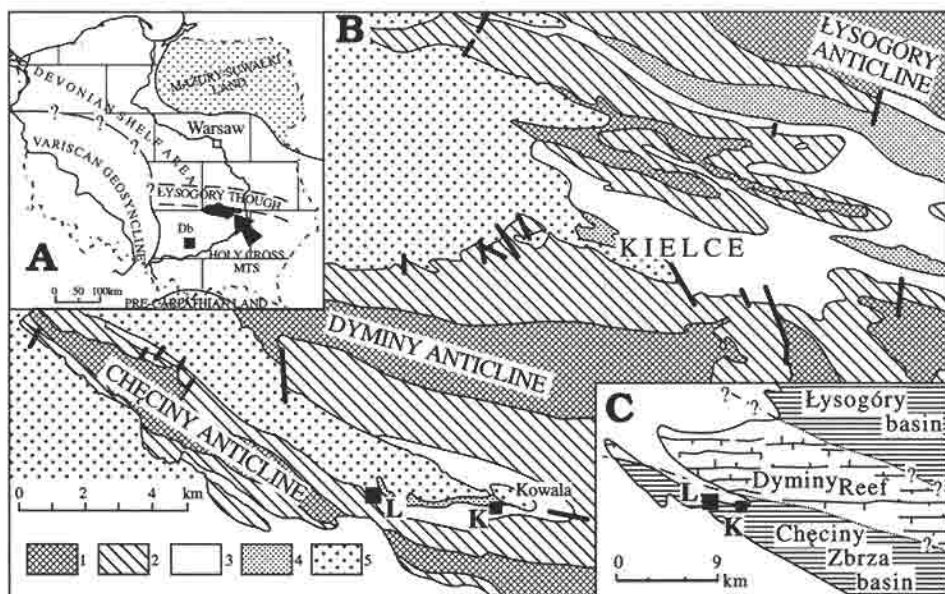 A
MAZURY-SUWAŁKI
LAND
DEVONIAN SHELF AREA
Warsaw
VARISCAN GEOSYNCLINE
?
?
?
?
ŁYSOGÓRY THOUGH
Db
HOLY CROSS
MTS
0 50 100km
PRE-CARPATHIAN LAND
B
ŁYSOGÓRY
ANTICLINE
KIELCE
DYMINY ANTICLINE
CHĘCINY ANTICLINE
0 2 4
km
L
K
Kowala
1 2 3 4 5
C
?
?
Łysogóry
basin
?
Dyminy Reef
L
K
?
Chęciny
Zbrza
basin
0 9
km